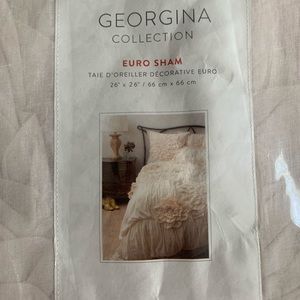 GEORGINA
COLLECTION
EURO SHAM
TAIE D'OREILLER DÉCORATIVE EURO
26" x 26" / 66 cm x 66 cm